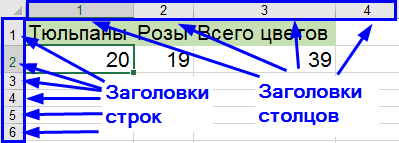 1 2 3 4
1 Тюльпаны Розы Всего цветов
2 20 19 39
3
4 Заголовки Заголовки
5 строк столцов
6